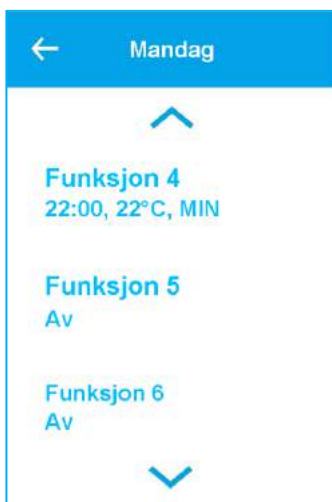 Mandag
Funksjon 4
22:00, 22°C, MIN
Funksjon 5
Av
Funksjon 6
Av